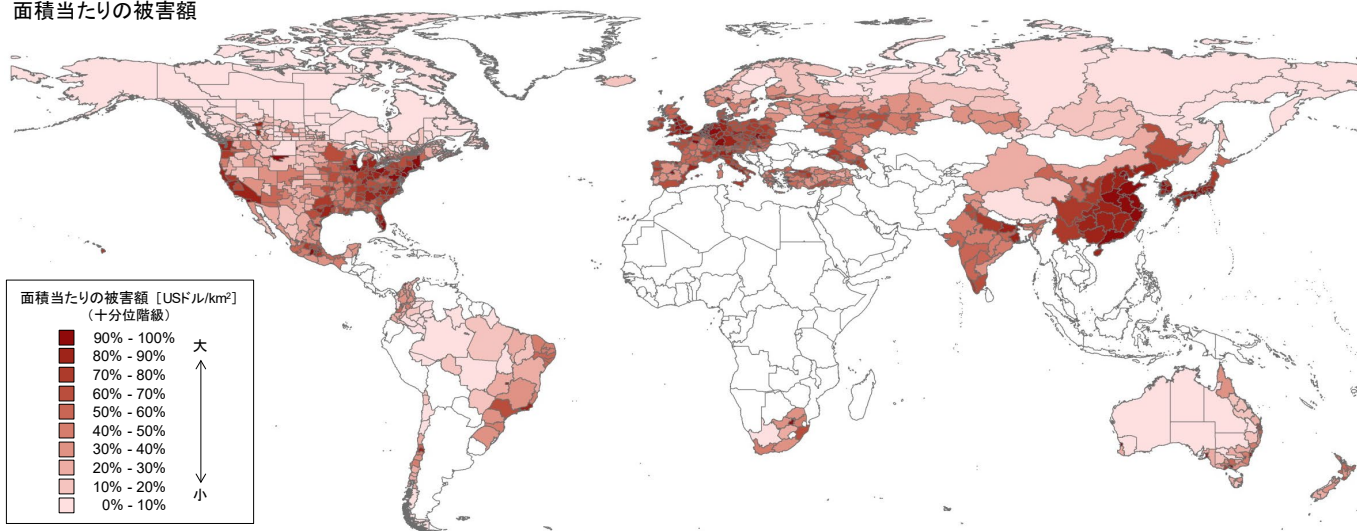 面積当たりの被害額
面積当たりの被害額 [USドル/km²]
(十分位階級)
90% - 100%
80% - 90%
70% - 80%
60% - 70%
50% - 60%
40% - 50%
30% - 40%
20% - 30%
10% - 20%
0% - 10%
大
小